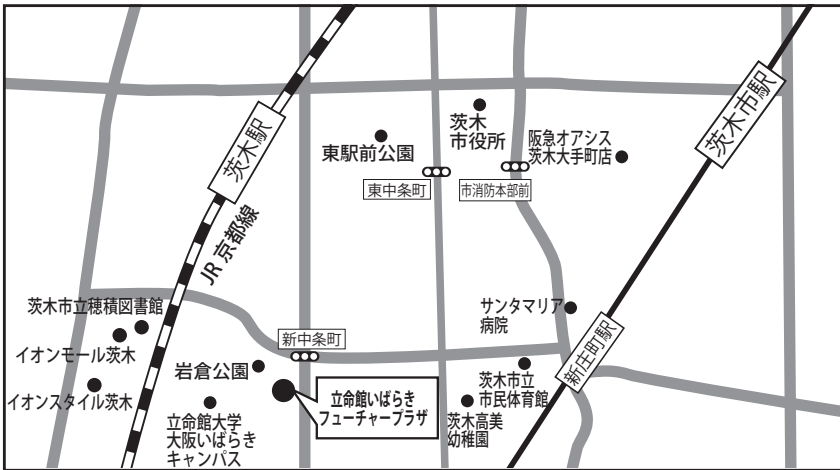 茨木駅
JR京都線
東駅前公園
東中条町
茨木
市役所
市消防本部前
阪急オアシス
茨木大手町店
茨木市駅
茨木市立穂積図書館
イオンモール茨木
イオンスタイル茨木
岩倉公園
新中条町
立命館大学
大阪いばらき
キャンパス
立命館いばらき
フューチャープラザ
サンタマリア
病院
新庄町駅
茨木市立
市民体育館
茨木高美
幼稚園